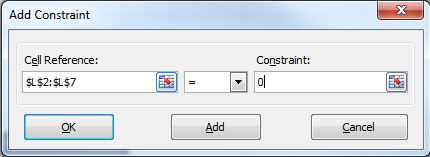 Add Constraint
Cell Reference: Constraint:
$L$2:$L$7 = 0
OK Add Cancel